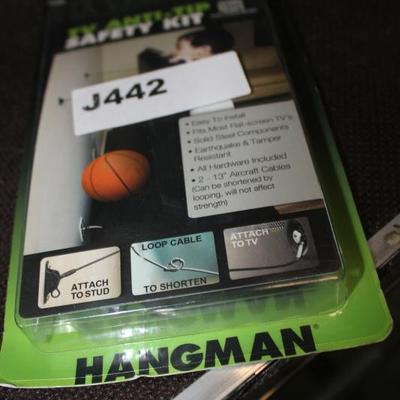 TV ANTI-TIP
SAFETY KIT
J442
• Easy To Install
• Fits Most Flat-screen TV's
• Solid Steel Components
• Earthquake & Tamper
Resistant
• All Hardware Included
• 2 - 13" Aircraft Cables
(Can be shortened by
looping, will not affect
strength)
ATTACH
TO STUD
LOOP CABLE
TO SHORTEN
ATTACH
TO TV
HANGMAN®